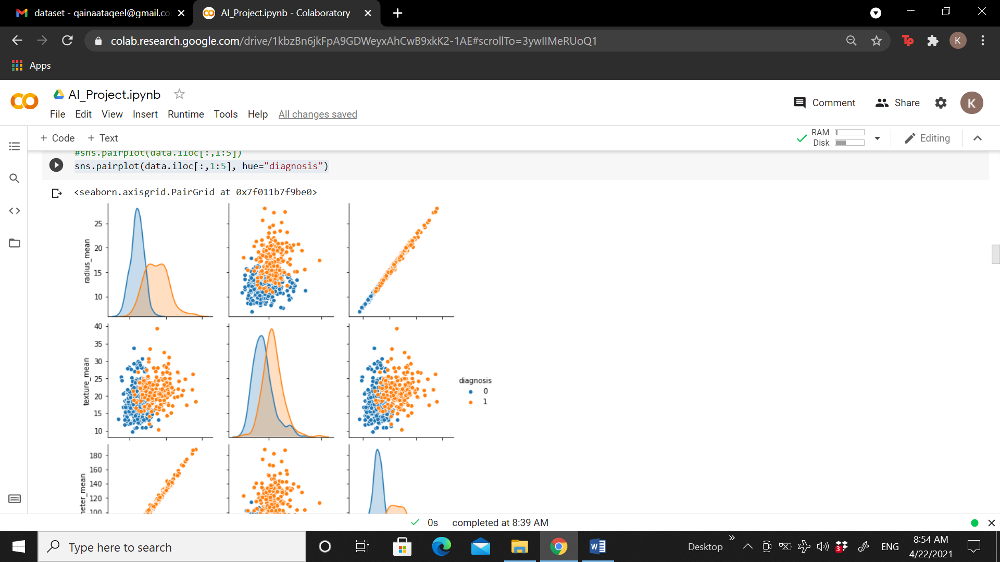 dataset - qainaataqeel@gmail.co
AI_Project.ipynb - Colaboratory
colab.research.google.com/drive/1kbzBn6jkFpA9GDWeyxAhCwB9xkK2-1AE#scrollTo=3ywIIMeRUoQ1
K
Apps
AI_Project.ipynb
File Edit View Insert Runtime Tools Help All changes saved
Comment
Share
K
+ Code + Text
RAM
Disk
Editing
#sns.pairplot(data.iloc[:,1:5])
sns.pairplot(data.iloc[:,1:5], hue="diagnosis")
<seaborn.axisgrid.PairGrid at 0x7f011b7f9be0>
radius_mean
25
20
15
10
texture_mean
40
35
30
25
20
15
10
diagnosis
0
1
neter_mean
180
160
140
120
100
0s completed at 8:39 AM
Type here to search
Desktop
3
ENG
8:54 AM
4/22/2021